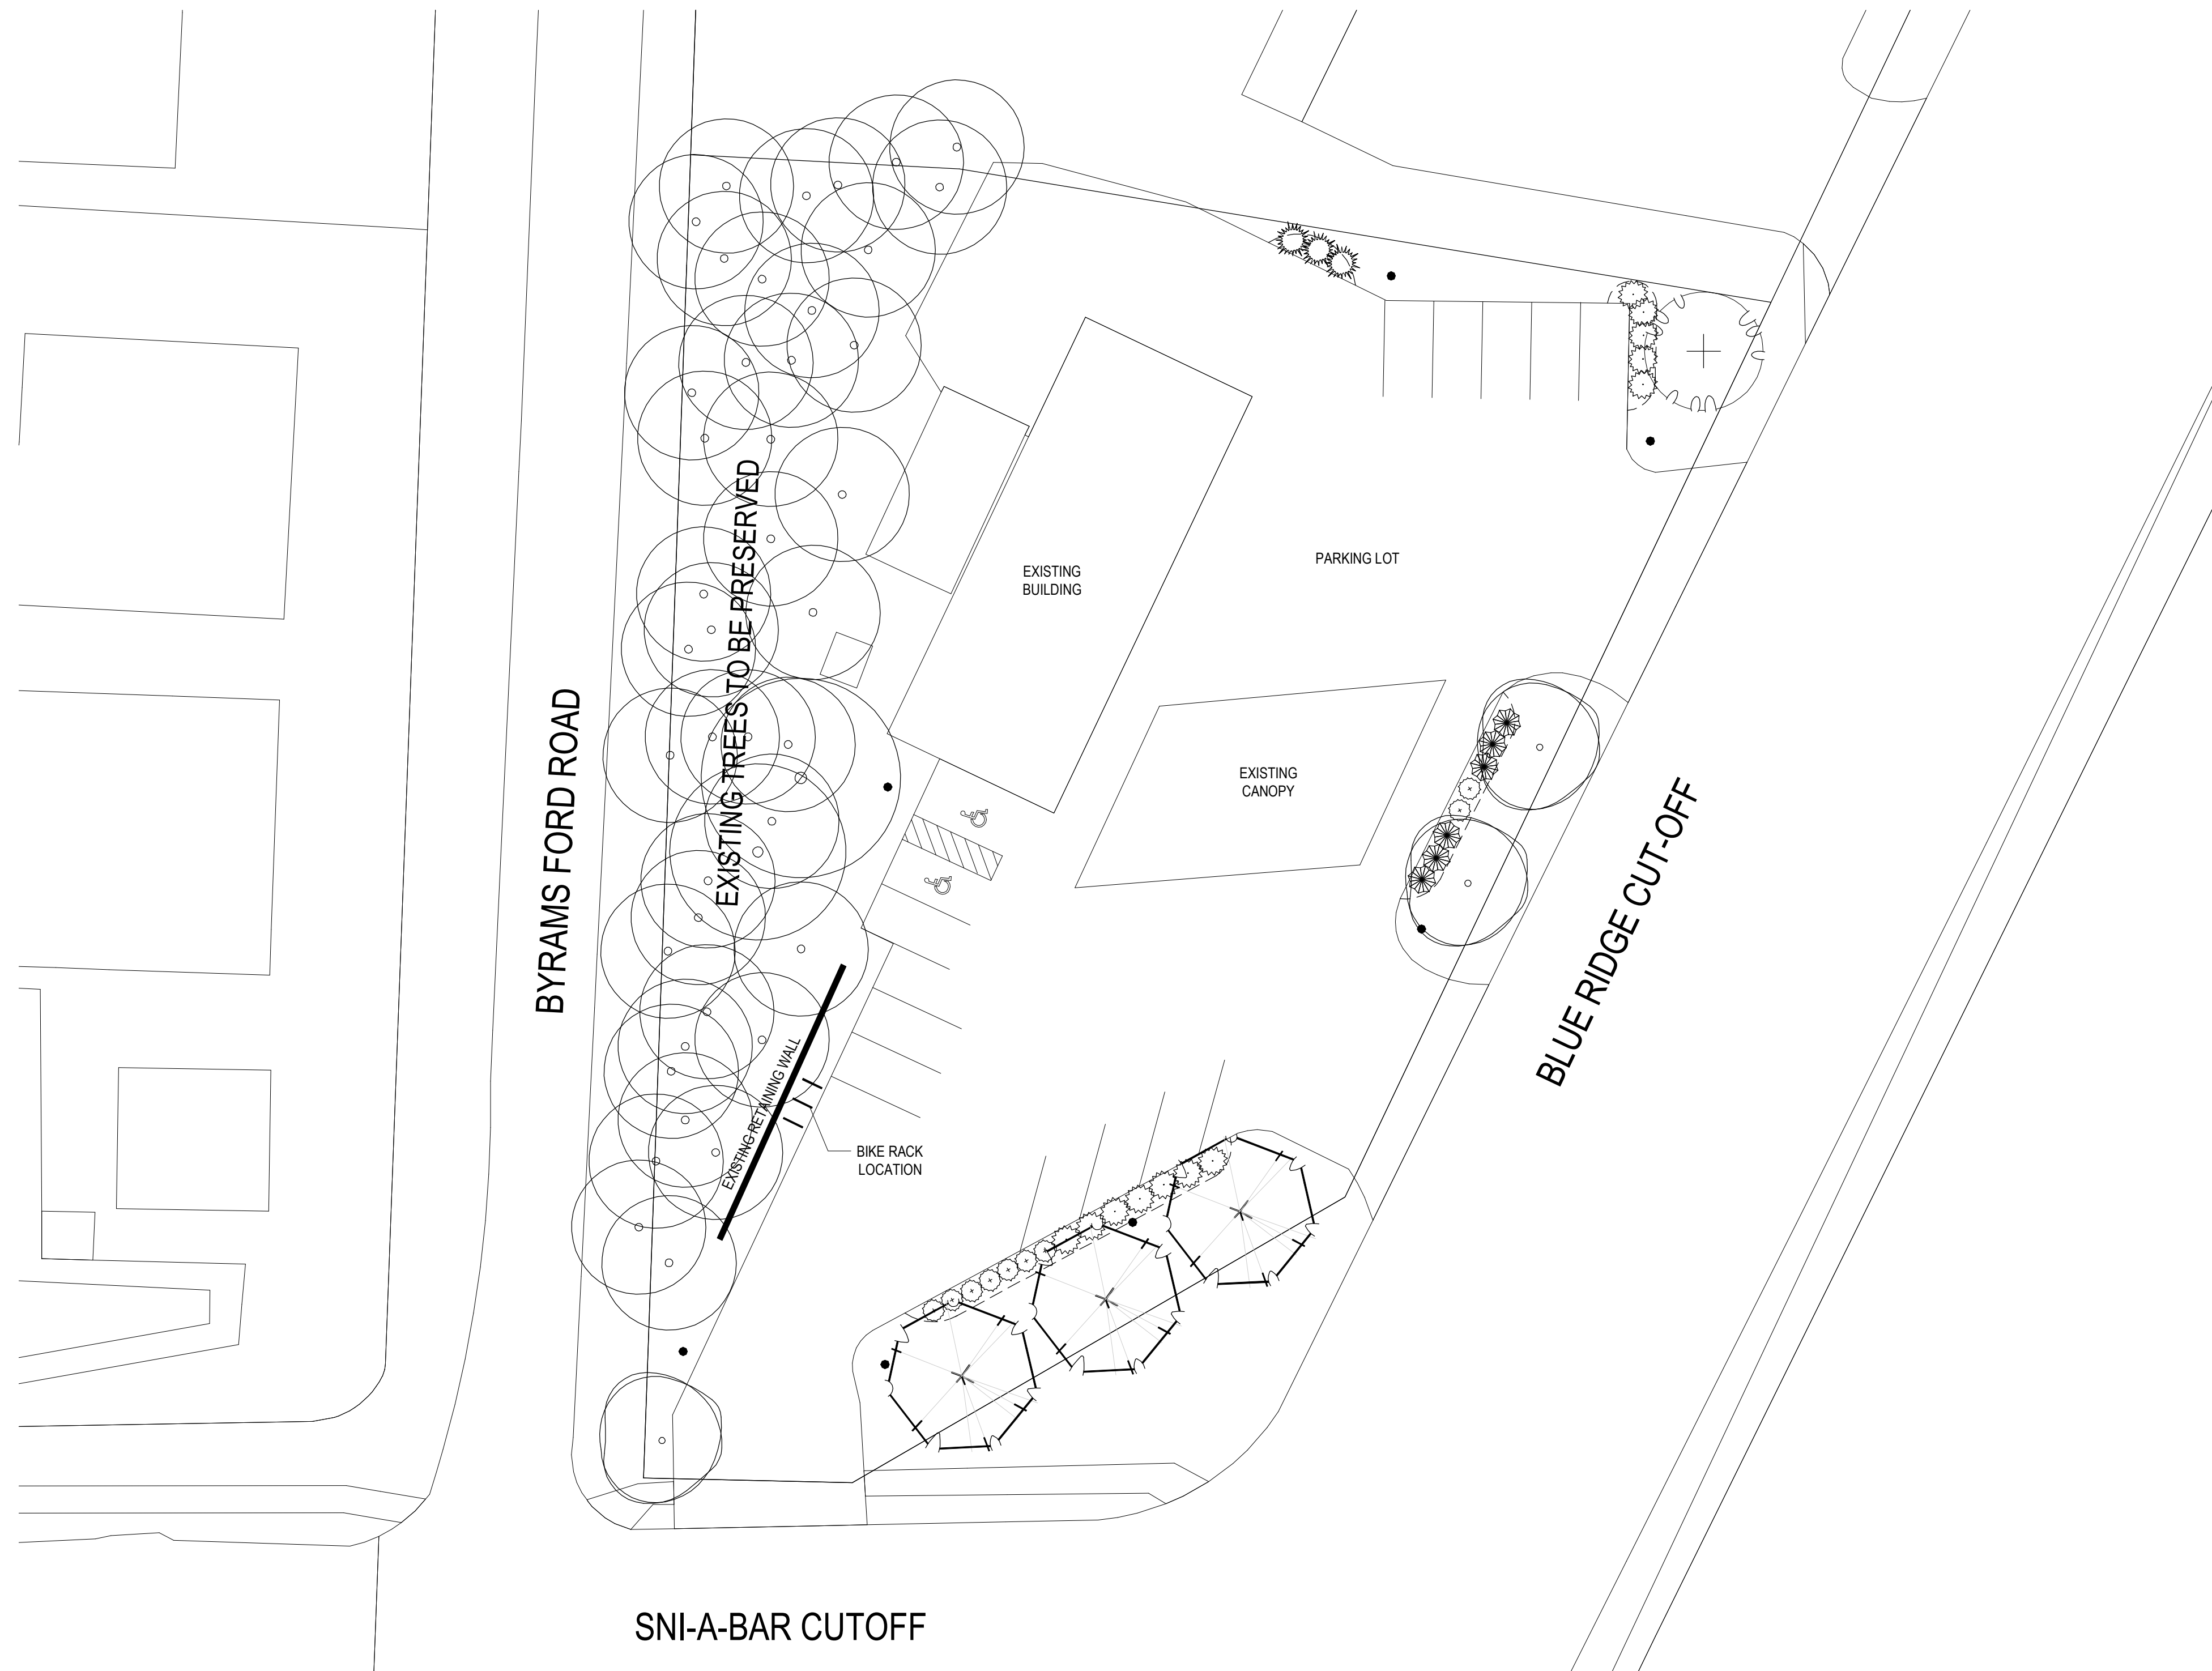 EXISTING TREES TO BE PRESERVED
EXISTING
BUILDING
PARKING LOT
BYRAMS FORD ROAD
EXISTING
CANOPY
BLUE RIDGE CUT-OFF
EXISTING RETAINING WALL
BIKE RACK
LOCATION
SNI-A-BAR CUTOFF